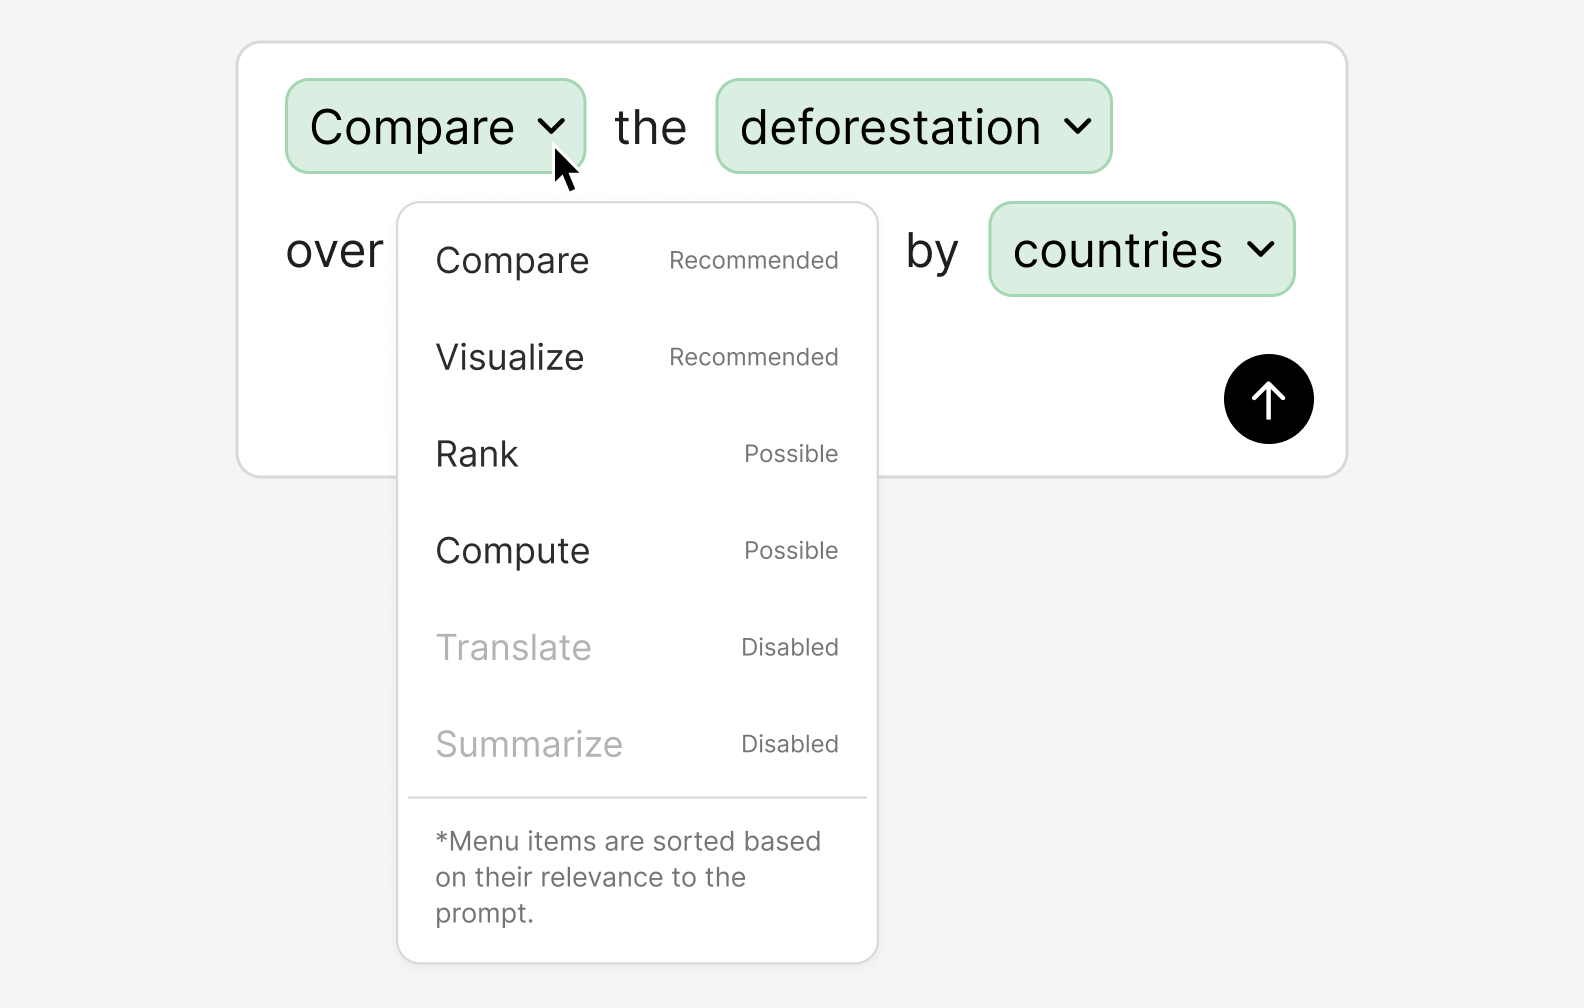 Compare the deforestation
over by countries
Compare Recommended
Visualize Recommended
Rank Possible
Compute Possible
Translate Disabled
Summarize Disabled
*Menu items are sorted based
on their relevance to the
prompt.